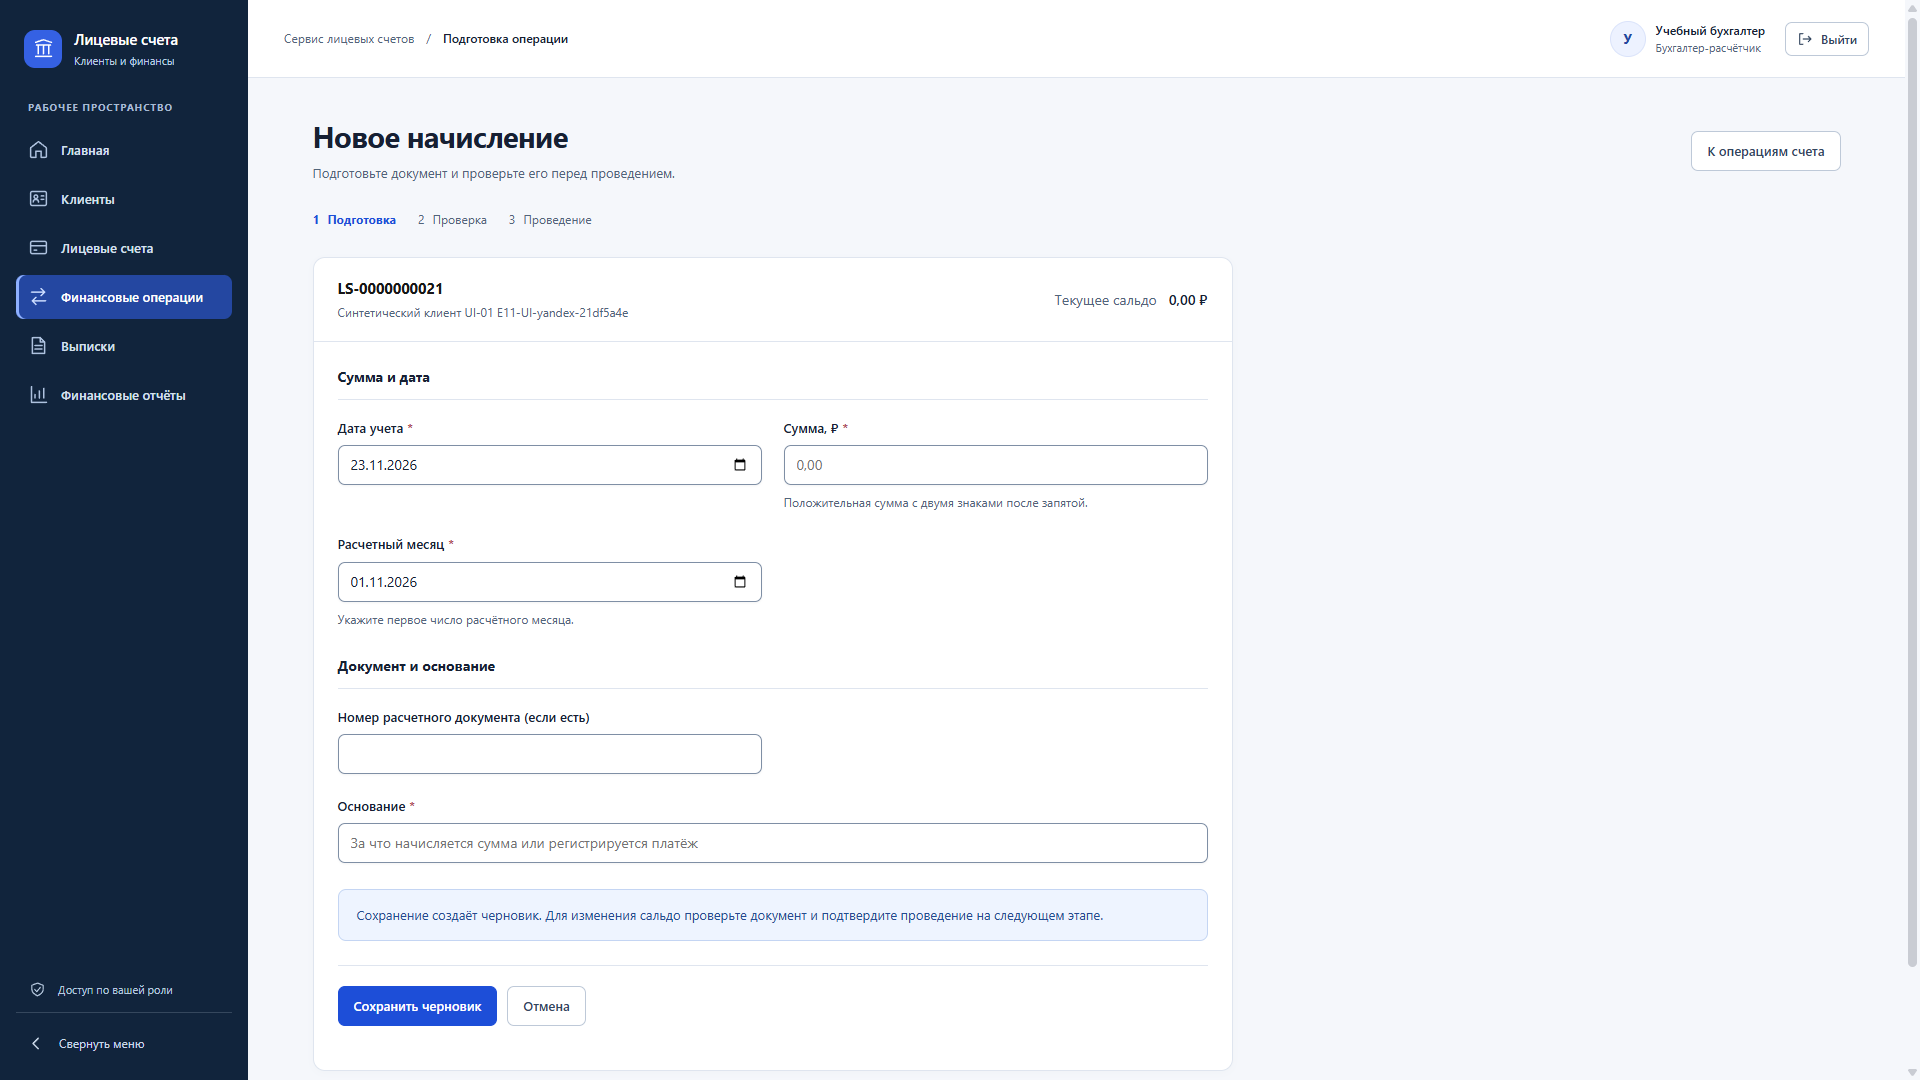 Лицевые счета
Клиенты и финансы
РАБОЧЕЕ ПРОСТРАНСТВО
Главная
Клиенты
Лицевые счета
Финансовые операции
Выписки
Финансовые отчёты
Доступ по вашей роли
Свернуть меню
Сервис лицевых счетов / Подготовка операции
У
Учебный бухгалтер
Бухгалтер-расчётчик
Выйти
Новое начисление
Подготовьте документ и проверьте его перед проведением.
К операциям счета
1 Подготовка 2 Проверка 3 Проведение
LS-0000000021
Синтетический клиент UI-01 E11-UI-yandex-21df5a4e
Текущее сальдо 0,00 ₽
Сумма и дата
Дата учета *
23.11.2026
Сумма, ₽ *
0,00
Положительная сумма с двумя знаками после запятой.
Расчетный месяц *
01.11.2026
Укажите первое число расчётного месяца.
Документ и основание
Номер расчетного документа (если есть)
Основание *
За что начисляется сумма или регистрируется платёж
Сохранение создаёт черновик. Для изменения сальдо проверьте документ и подтвердите проведение на следующем этапе.
Сохранить черновик
Отмена